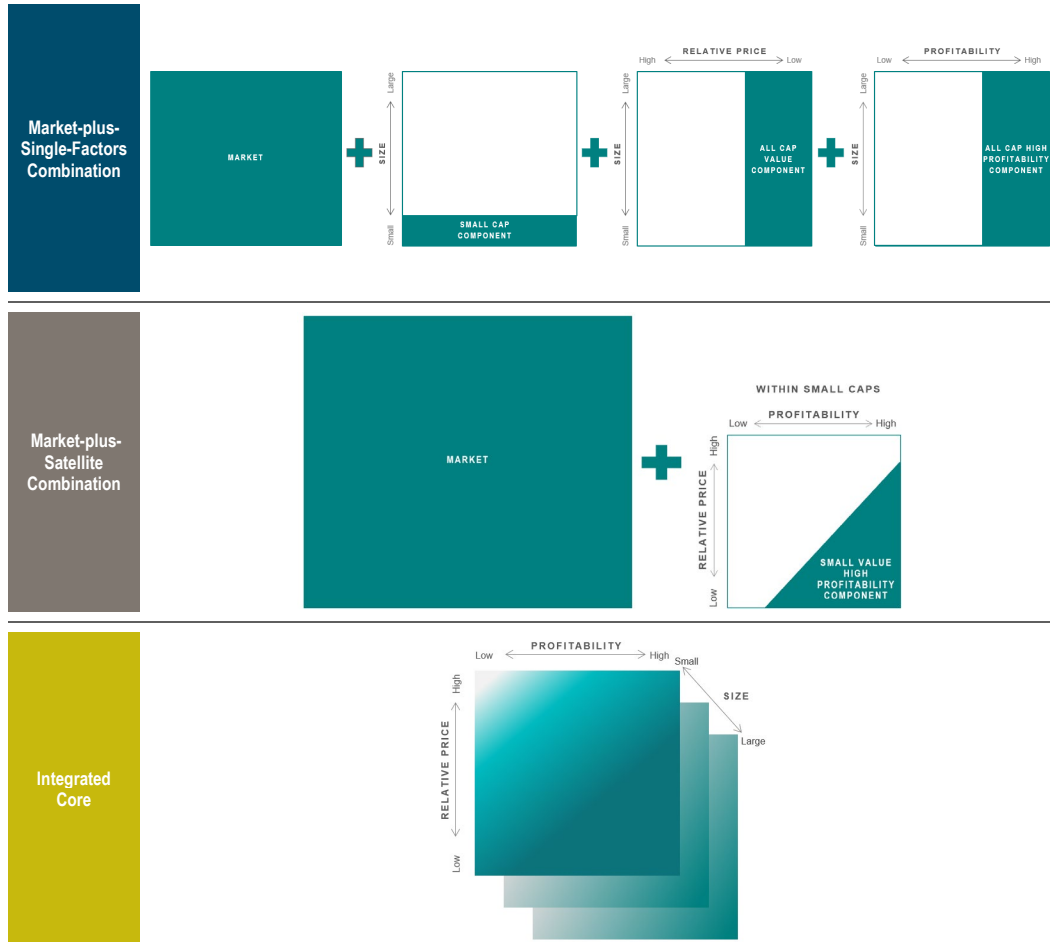 Market-plus-
Single-Factors
Combination
MARKET
Large
SIZE
Small
SMALL CAP
COMPONENT
RELATIVE PRICE
High
Low
Large
SIZE
Small
ALL CAP
VALUE
COMPONENT
PROFITABILITY
Low
High
Large
SIZE
Small
ALL CAP HIGH
PROFITABILITY
COMPONENT
Market-plus-
Satellite
Combination
MARKET
WITHIN SMALL CAPS
PROFITABILITY
Low
High
High
RELATIVE PRICE
Low
SMALL VALUE
HIGH
PROFITABILITY
COMPONENT
Integrated
Core
PROFITABILITY
Low
High
Small
SIZE
Large
High
RELATIVE PRICE
Low